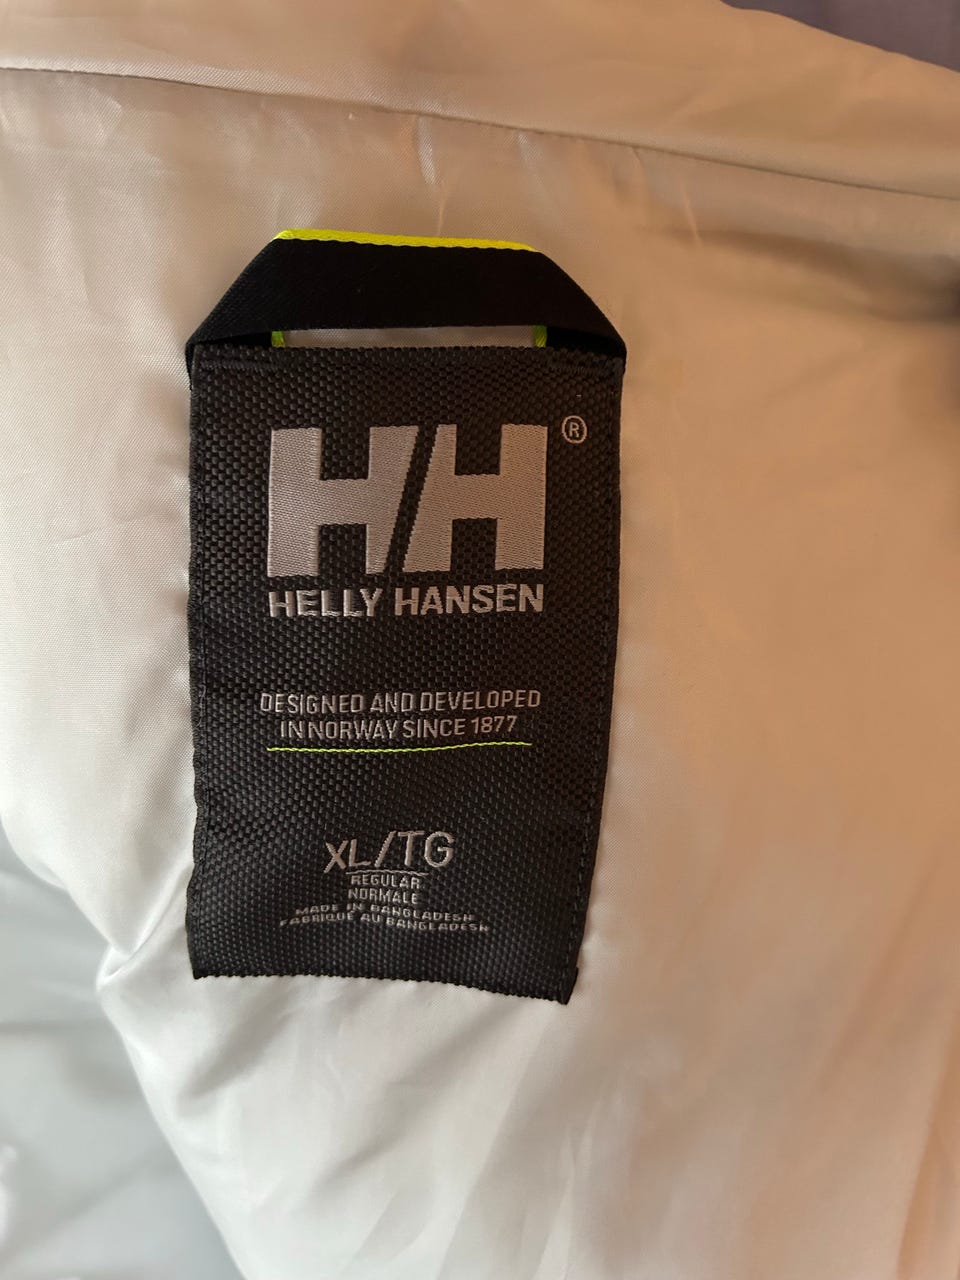 HH®
HELLY HANSEN
DESIGNED AND DEVELOPED
IN NORWAY SINCE 1877
XL/TG
REGULAR
NORMALE
MADE IN BANGLADESH
FABRIQUÉ AU BANGLADESH